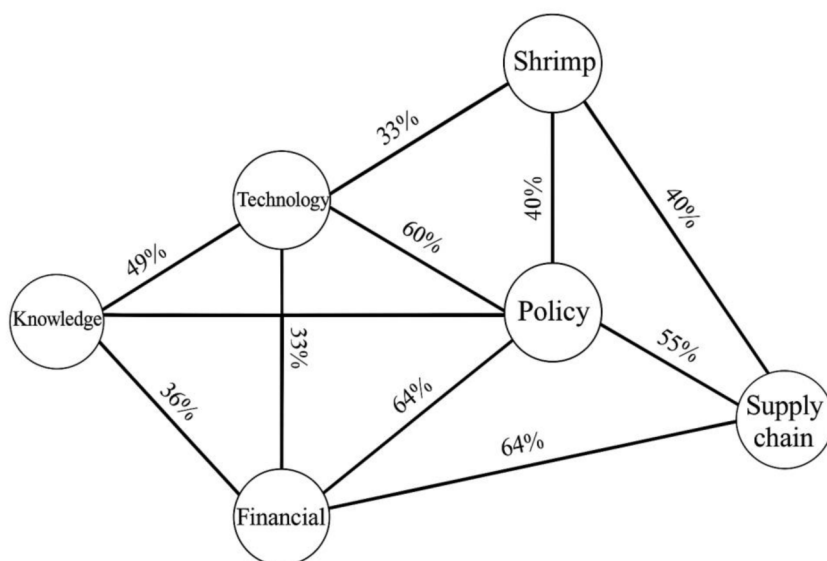 Shrimp
33%
Technology
40%
40%
49%
60%
Knowledge
Policy
33%
55%
36%
64%
Supply
chain
64%
Financial